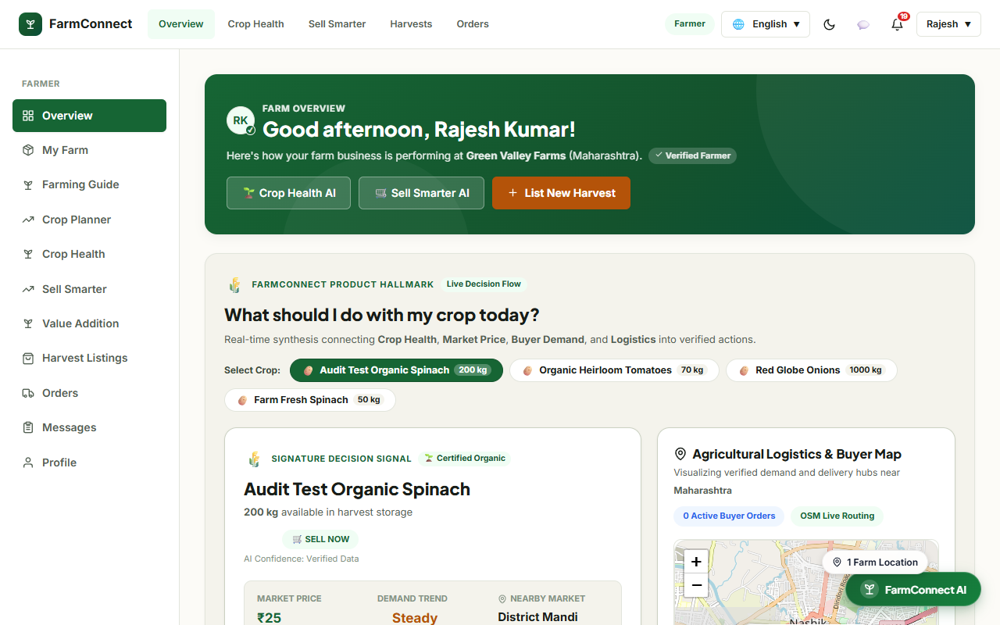 FarmConnect
Overview
Crop Health
Sell Smarter
Harvests
Orders
Farmer
English ▼
19
Rajesh ▼
FARMER
Overview
My Farm
Farming Guide
Crop Planner
Crop Health
Sell Smarter
Value Addition
Harvest Listings
Orders
Messages
Profile
RK
FARM OVERVIEW
Good afternoon, Rajesh Kumar!
Here's how your farm business is performing at Green Valley Farms (Maharashtra). ✓ Verified Farmer
Crop Health AI
Sell Smarter AI
+ List New Harvest
FARMCONNECT PRODUCT HALLMARK Live Decision Flow
What should I do with my crop today?
Real-time synthesis connecting Crop Health, Market Price, Buyer Demand, and Logistics into verified actions.
Select Crop: Audit Test Organic Spinach 200 kg Organic Heirloom Tomatoes 70 kg Red Globe Onions 1000 kg
Farm Fresh Spinach 50 kg
SIGNATURE DECISION SIGNAL Certified Organic
Audit Test Organic Spinach
200 kg available in harvest storage
SELL NOW
AI Confidence: Verified Data
MARKET PRICE
₹25
DEMAND TREND
Steady
NEARBY MARKET
District Mandi
Agricultural Logistics & Buyer Map
Visualizing verified demand and delivery hubs near
Maharashtra
0 Active Buyer Orders
OSM Live Routing
+
−
1 Farm Location
Dindori Road
Nashik
FarmConnect AI